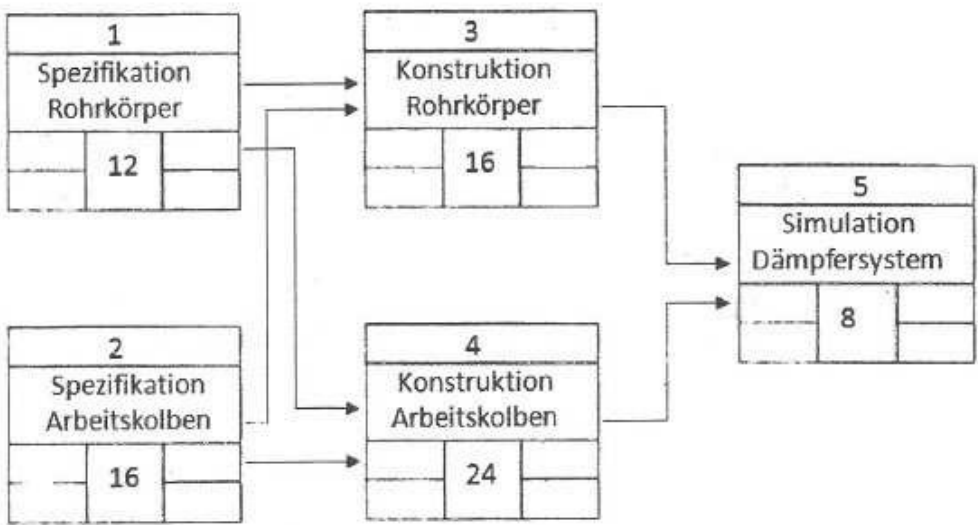 1
Spezifikation
Rohrkörper
12
3
Konstruktion
Rohrkörper
16
5
Simulation
Dämpfersystem
8
2
Spezifikation
Arbeitskolben
16
4
Konstruktion
Arbeitskolben
24